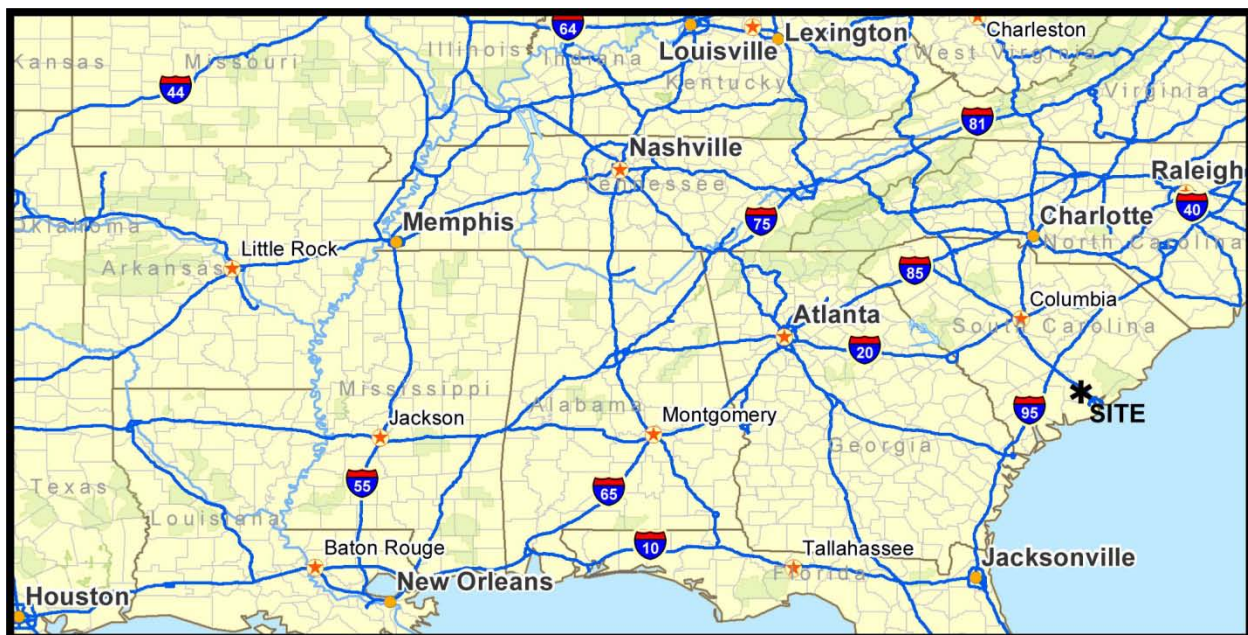 Charleston
64
Lexington
Louisville
West Virginia
Illinois
Indiana
Kansas
Missouri
Kentucky
44
Virginia
81
Nashville
Tennessee
Raleigh
75
40
Charlotte
Oklahoma
Memphis
North Carolina
Little Rock
Arkansas
85
Columbia
Atlanta
South Carolina
20
Mississippi
Alabama
95
SITE
Jackson
Montgomery
Georgia
55
65
Texas
Louisiana
10
Baton Rouge
Tallahassee
Jacksonville
Florida
New Orleans
Houston